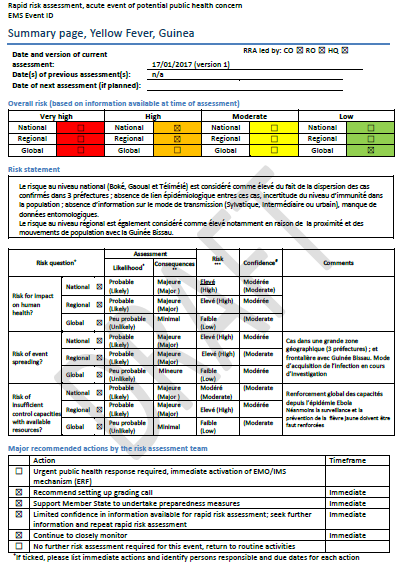 Rapid risk assessment, acute event of potential public health concern
EMS Event ID
Summary page, Yellow Fever, Guinea
RRA led by: CO ☒ RO ☒ HQ ☒
Date and version of current assessment: 17/01/2017 (version 1)
Date(s) of previous assessment(s): n/a
Date of next assessment (if planned):
Overall risk (based on information available at time of assessment)
Very high High Moderate Low
National ☐ National ☒ National ☐ National ☐
Regional ☐ Regional ☒ Regional ☐ Regional ☐
Global ☐ Global ☐ Global ☐ Global ☒
Risk statement
Le risque au niveau national (Boké, Gaoual et Télimélé) est considéré comme élevé du fait de la dispersion des cas
confirmés dans 3 préfectures ; absence de lien épidémiologique entres ces cas, incertitude du niveau d'immunité dans
la population ; absence d'information sur le mode de transmission (Sylvatique, Intermédiaire ou urbain), manque de
données entomologiques.
Le risque au niveau régional est également considéré comme élevé notamment en raison de la proximité et des
mouvements de population avec la Guinée Bissau.
Risk question* Assessment Risk *** Confidence# Comments
Likelihood+ Consequences **
Risk for impact on human health?
National ☒ Probable (Likely) Majeure (Major ) Elevé (High) Modérée (Moderate)
Regional ☒ Probable (Likely) Majeure (Major ) Elevé (High) Modérée
Global ☒ Peu probable (Unlikely) Minimal Faible (Low) (Moderate)
Risk of event spreading?
National ☒ Probable (Likely) Majeure (Major ) Elevé (High) Modérée (Moderate)
Regional ☒ Probable (Likely) Majeure (Major ) Elevé (High) Modérée (Moderate)
Global ☒ Peu probable (Unlikely) Mineure Faible (Low) Modérée
Cas dans une grande zone
géographique (3 préfectures) ; et
frontalière avec Guinée Bissau. Mode
d'acquisition de l'infection en cours
d'investigation
Risk of insufficient control capacities with available resources?
National ☒ Probable (Likely) Majeure (Major ) Modéré (Moderate) Modérée (Moderate)
Regional ☒ Probable (Likely) Majeure (Major ) Elevé (High) Modérée
Global ☒ Peu probable (Unlikely) Minimal Faible (Low) (Moderate)
Renforcement global des capacités
depuis l'épidémie Ebola
Néanmoins la surveillance et la
prévention de la fièvre jaune doivent être
faut renforcées
Major recommended actions by the risk assessment team
Action Timeframe
☐ Urgent public health response required, immediate activation of EMO/IMS
mechanism (ERF)
☒ Recommend setting up grading call Immediate
☒ Support Member State to undertake preparedness measures Immediate
☒ Limited confidence in information available for rapid risk assessment; seek further Immediate
information and repeat rapid risk assessment
☒ Continue to closely monitor Immediate
☐ No further risk assessment required for this event, return to routine activities
*If ticked, please list immediate actions and identify persons responsible and due dates for each action
DRAFT